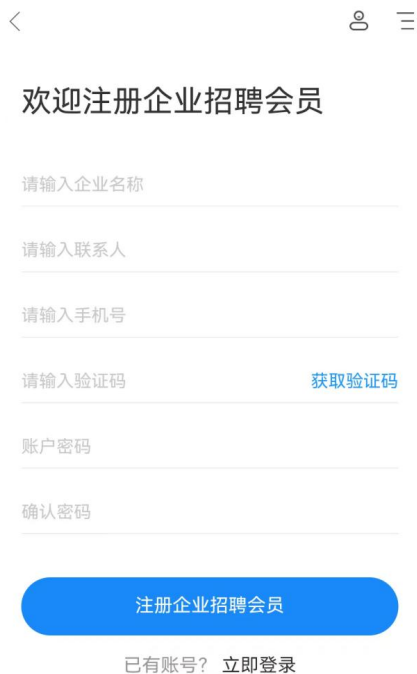 欢迎注册企业招聘会员
请输入企业名称
请输入联系人
请输入手机号
请输入验证码 获取验证码
账户密码
确认密码
注册企业招聘会员
已有账号? 立即登录